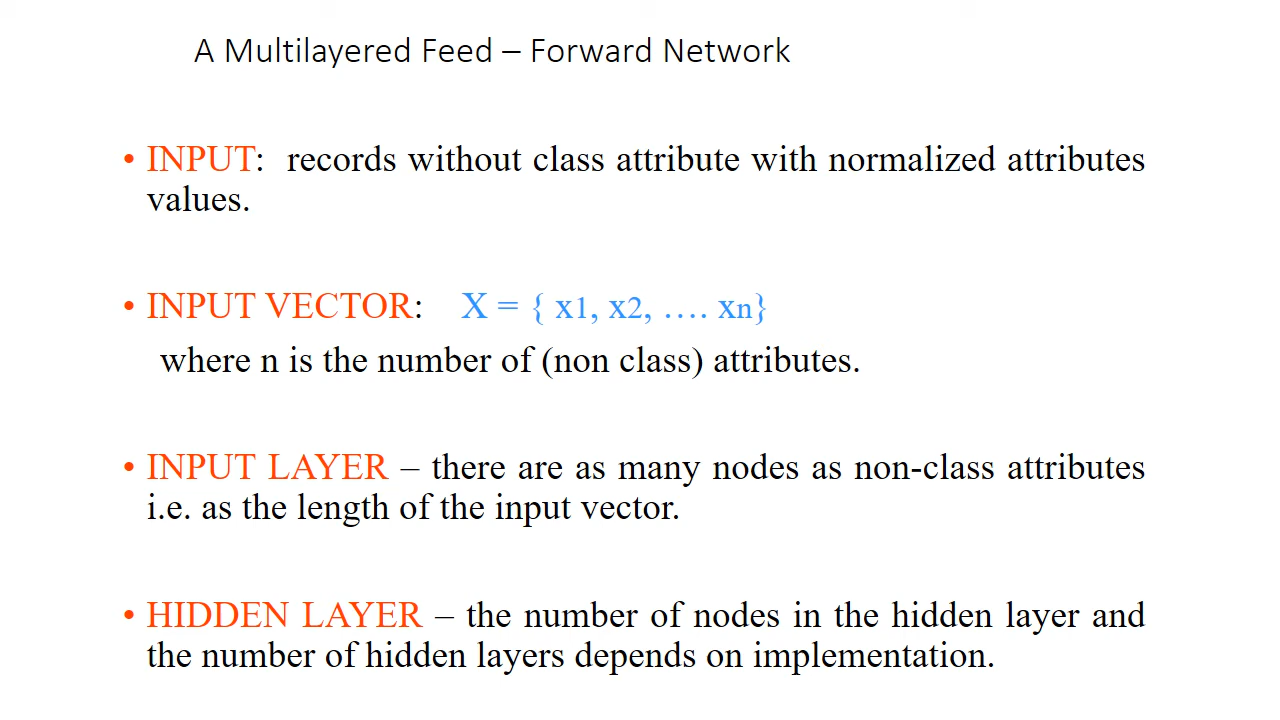 A Multilayered Feed – Forward Network
• INPUT: records without class attribute with normalized attributes
values.
• INPUT VECTOR: X = { x1, x2, …. xn}
where n is the number of (non class) attributes.
• INPUT LAYER – there are as many nodes as non-class attributes
i.e. as the length of the input vector.
• HIDDEN LAYER – the number of nodes in the hidden layer and
the number of hidden layers depends on implementation.